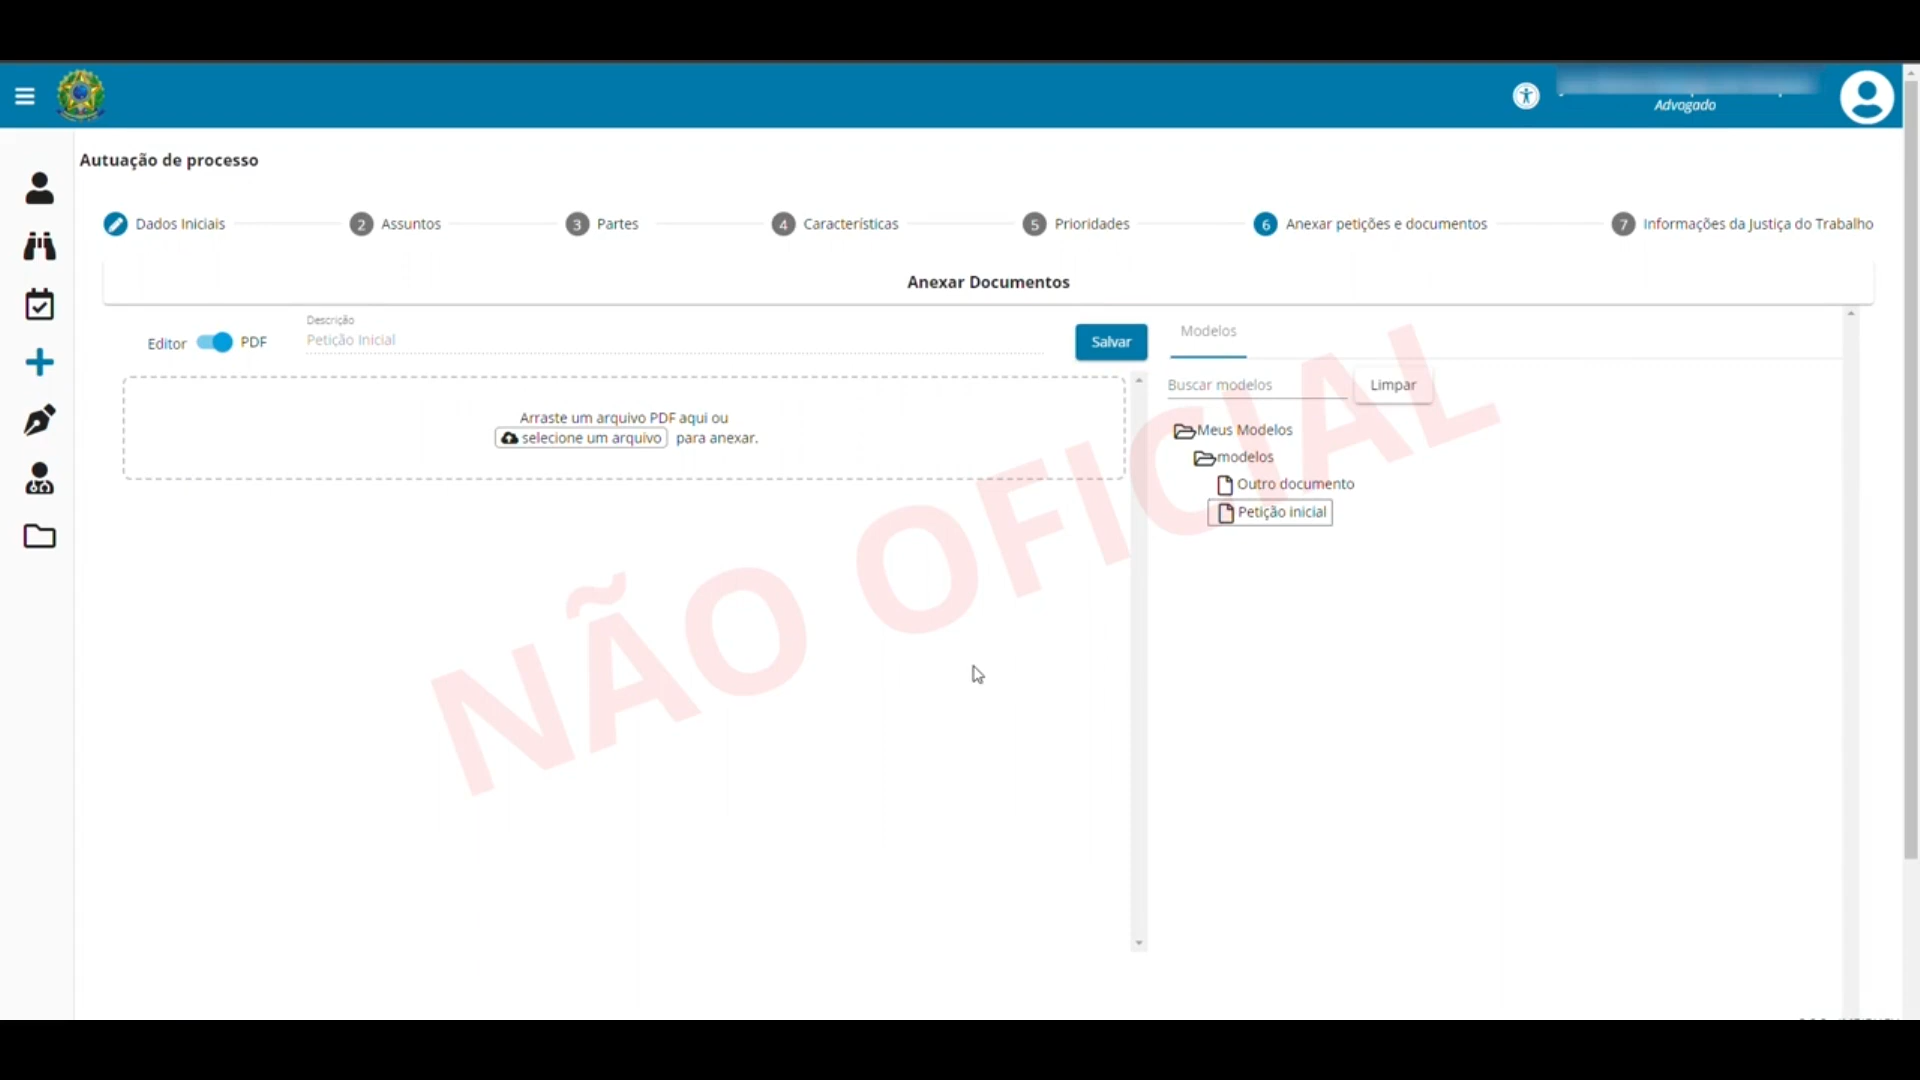 Advogado
Autuação de processo
Dados Iniciais
2 Assuntos
3 Partes
4 Características
5 Prioridades
6 Anexar petições e documentos
7 Informações da Justiça do Trabalho
Anexar Documentos
Editor
PDF
Descrição
Petição Inicial
Salvar
Arraste um arquivo PDF aqui ou
selecione um arquivo para anexar.
Modelos
Buscar modelos
Limpar
Meus Modelos
modelos
Outro documento
Petição inicial
NÃO OFICIAL